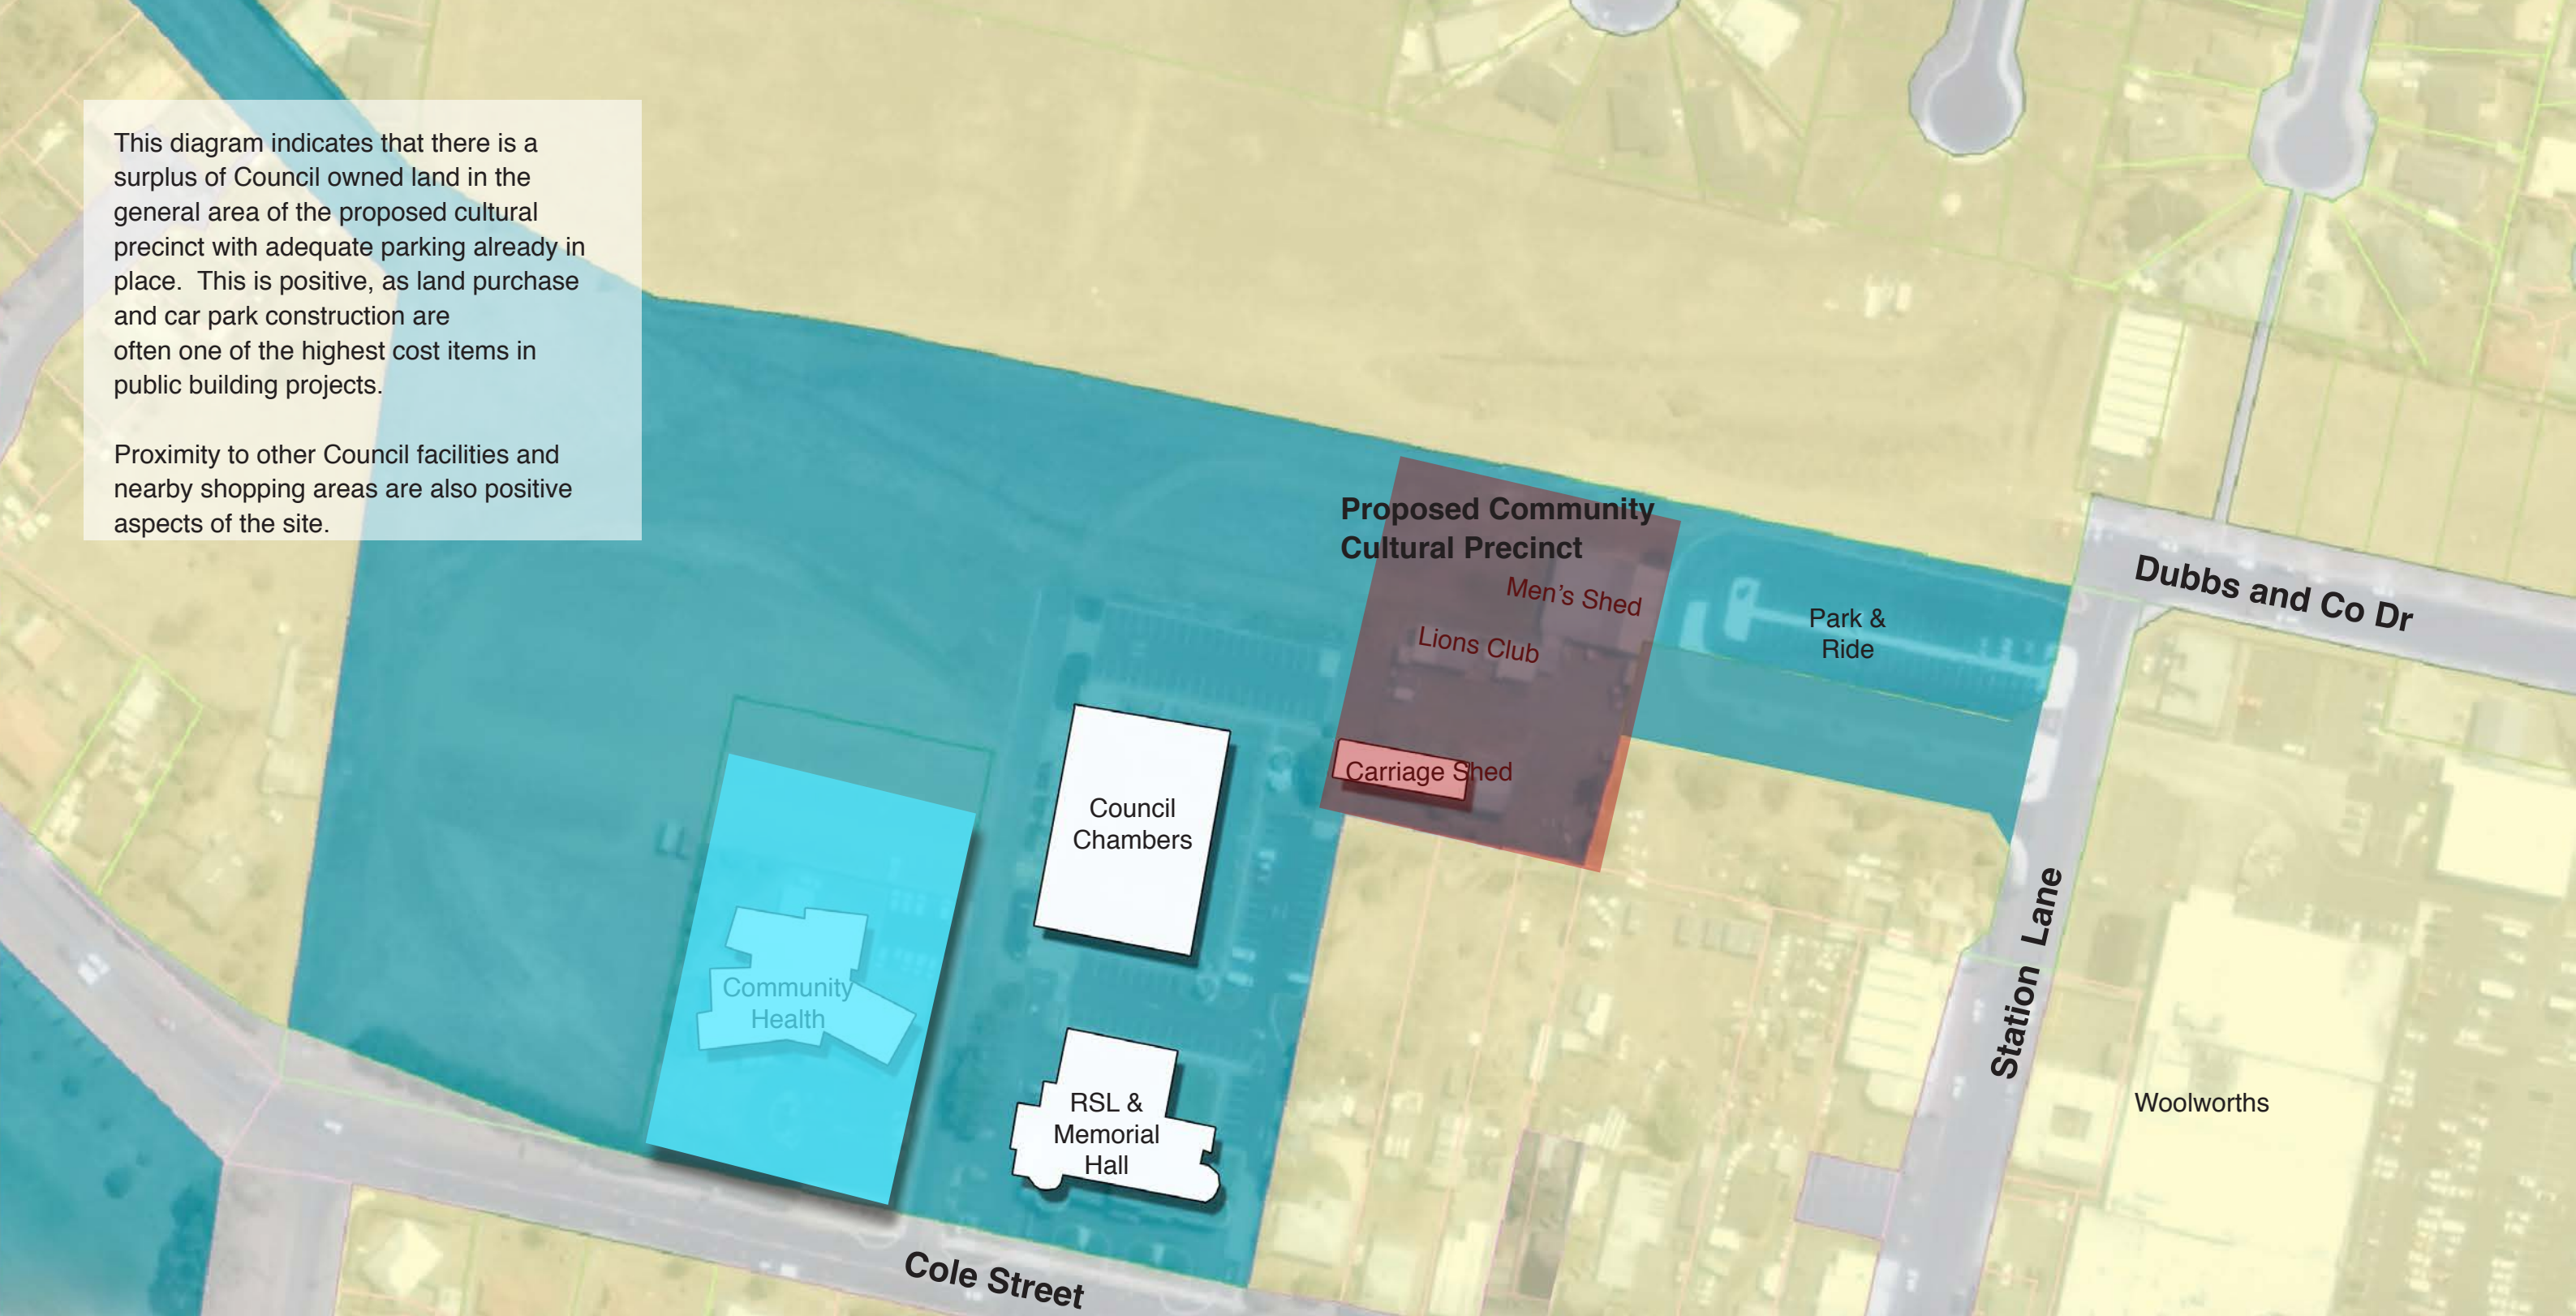 This diagram indicates that there is a
surplus of Council owned land in the
general area of the proposed cultural
precinct with adequate parking already in
place.  This is positive, as land purchase
and car park construction are
often one of the highest cost items in
public building projects.
Proximity to other Council facilities and
nearby shopping areas are also positive
aspects of the site.
Proposed Community
Cultural Precinct
Men's Shed
Lions Club
Carriage Shed
Park &
Ride
Dubbs and Co Dr
Council
Chambers
Community
Health
RSL &
Memorial
Hall
Station Lane
Woolworths
Cole Street